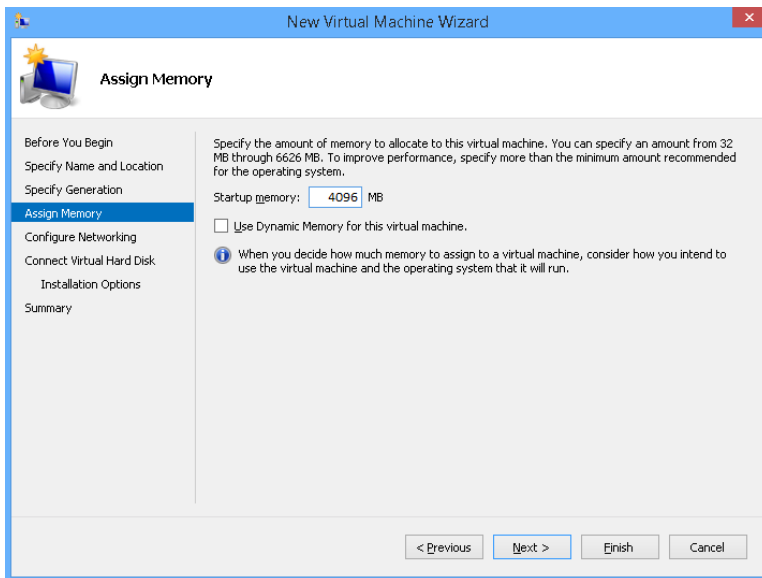 New Virtual Machine Wizard
Assign Memory
Before You Begin
Specify Name and Location
Specify Generation
Assign Memory
Configure Networking
Connect Virtual Hard Disk
Installation Options
Summary
Specify the amount of memory to allocate to this virtual machine. You can specify an amount from 32
MB through 6626 MB. To improve performance, specify more than the minimum amount recommended
for the operating system.
Startup memory: 4096 MB
Use Dynamic Memory for this virtual machine.
When you decide how much memory to assign to a virtual machine, consider how you intend to
use the virtual machine and the operating system that it will run.
< Previous Next > Finish Cancel